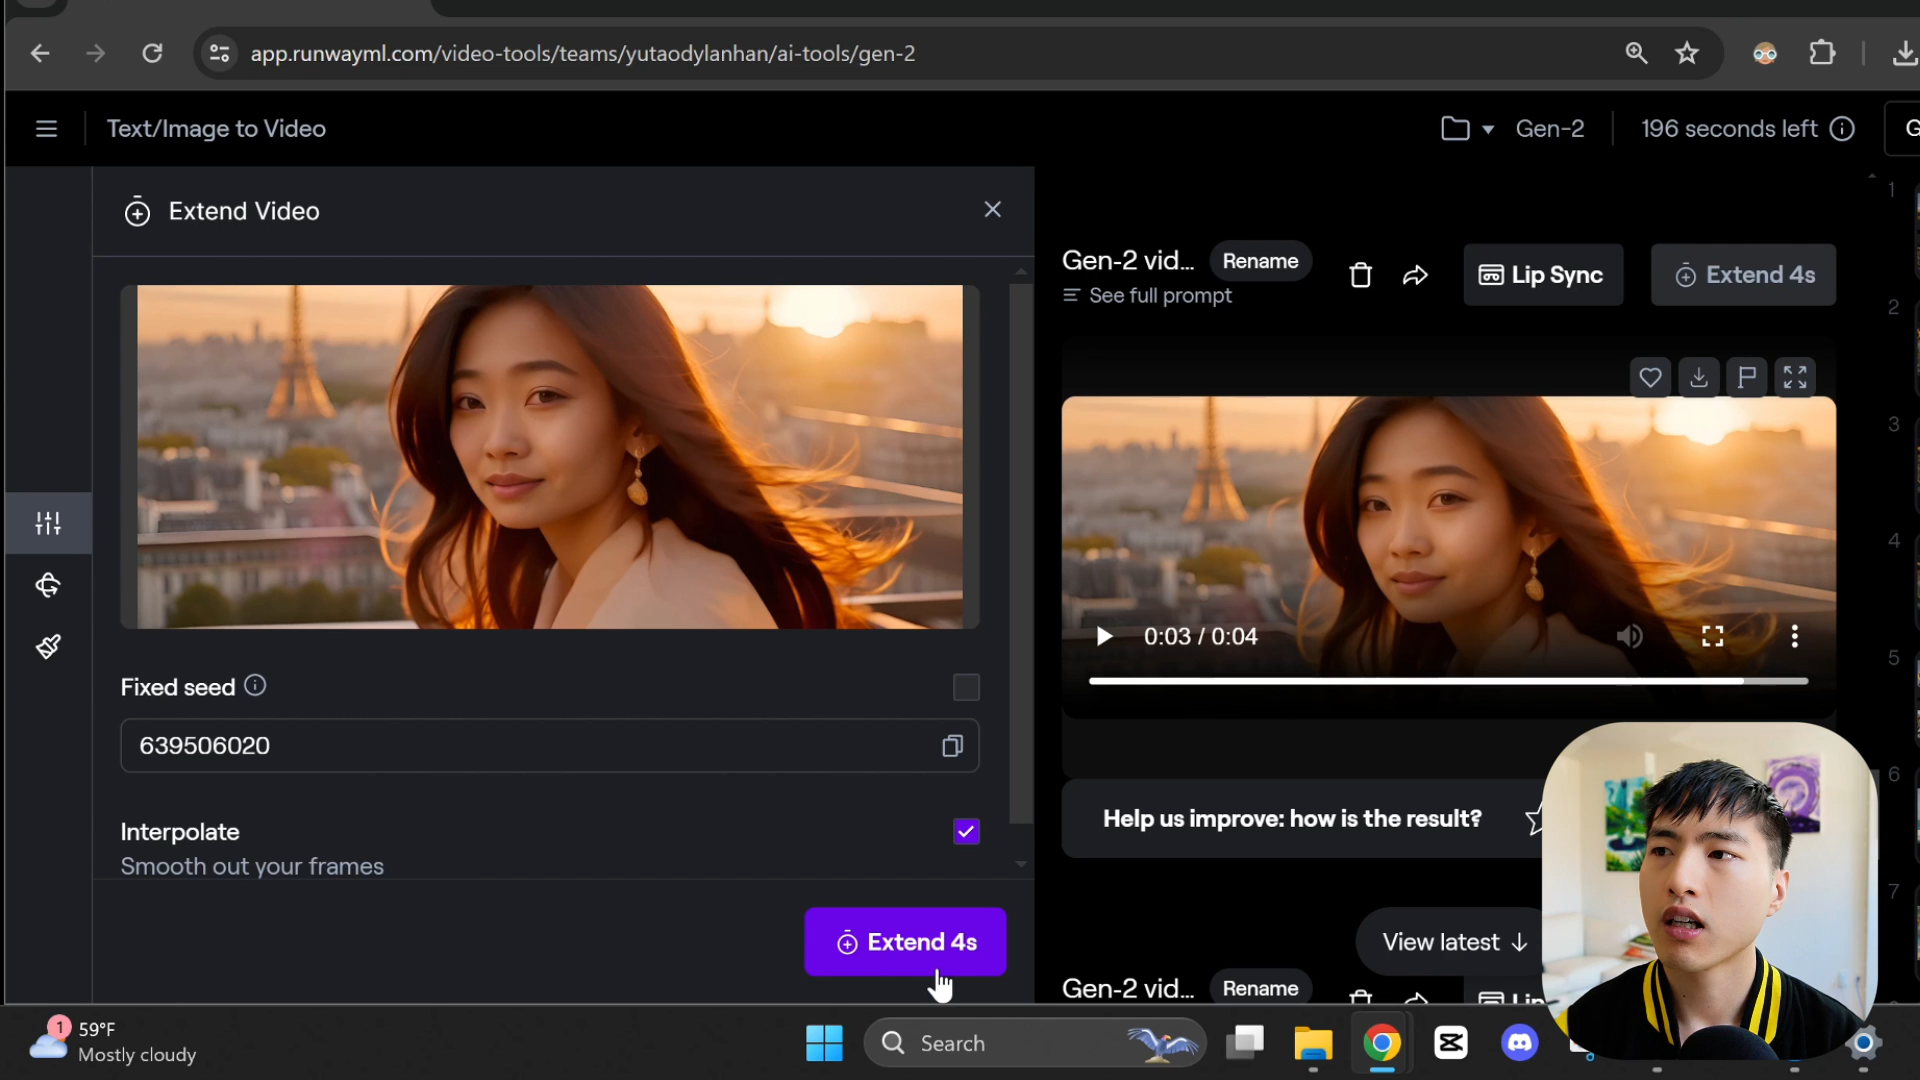 app.runwayml.com/video-tools/teams/yutaodylanhan/ai-tools/gen-2
Text/Image to Video
Gen-2
196 seconds left
G
Extend Video
Gen-2 vid...
Rename
See full prompt
Lip Sync
Extend 4s
1
2
3
4
5
6
7
0:03 / 0:04
Fixed seed
639506020
Interpolate
Smooth out your frames
Extend 4s
Help us improve: how is the result?
View latest
Gen-2 vid...
Rename
1
59°F
Mostly cloudy
Search